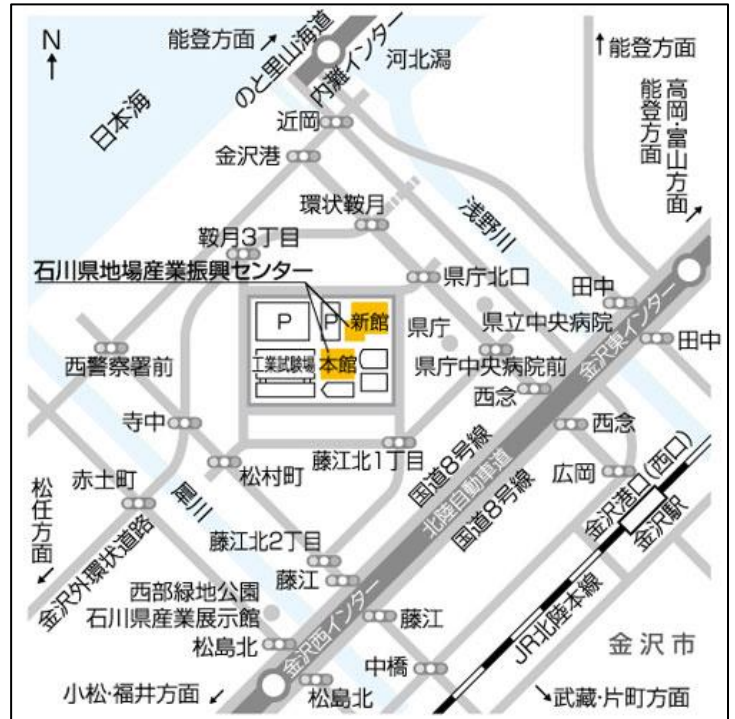 N
能登方面
のと里山海道
内灘インター
河北潟
能登方面
高岡・富山方面
能登方面
日本海
近岡
金沢港
環状鞍月
浅野川
鞍月3丁目
石川県地場産業振興センター
県庁北口
田中
P
P
新館
県庁
県立中央病院
金沢東インター
田中
西警察署前
工業試験場
本館
県庁中央病院前
西念
西念
寺中
藤江北1丁目
国道8号線
北陸自動車道
国道8号線
広岡
金沢港口(西口)
金沢駅
松村町
赤土町
犀川
松任方面
金沢外環状道路
藤江北2丁目
藤江
西部緑地公園
石川県産業展示館
藤江
松島北
金沢西インター
中橋
JR北陸本線
金沢市
小松・福井方面
松島北
武蔵・片町方面